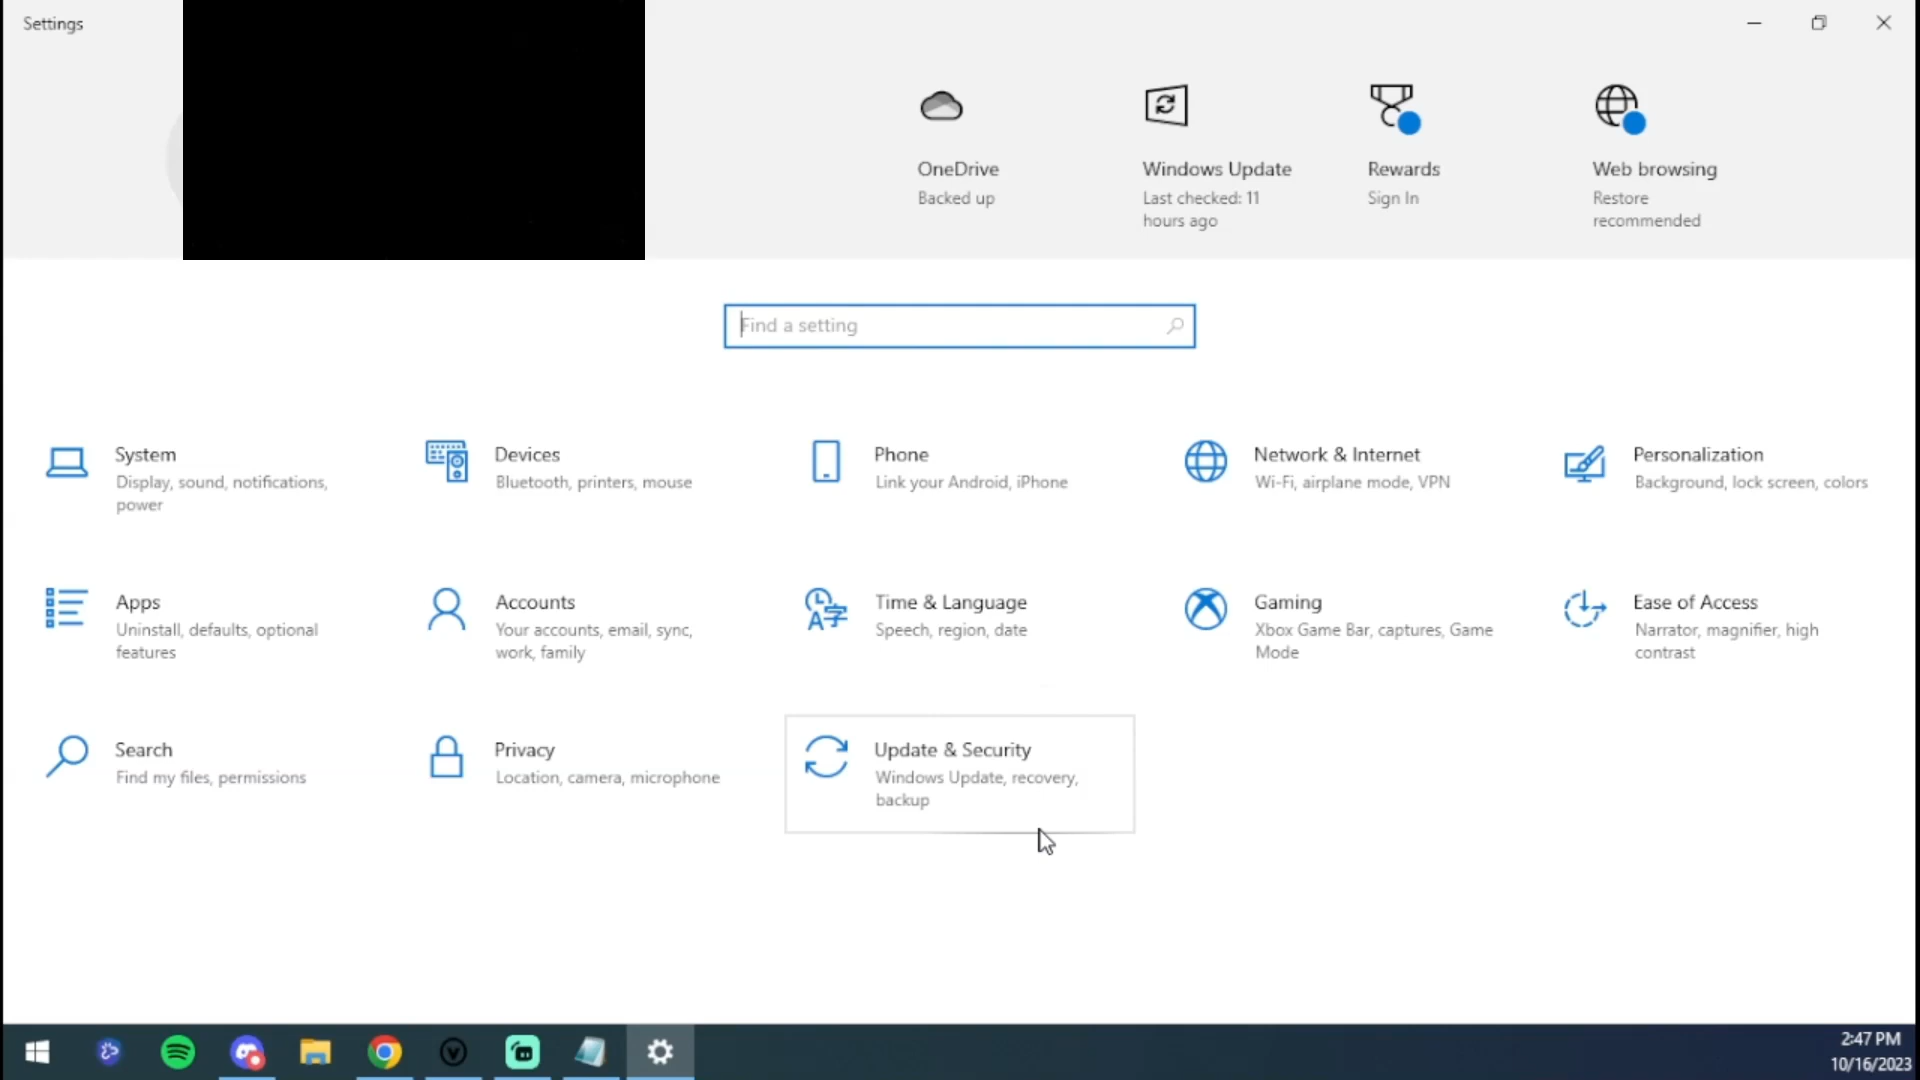 Settings
OneDrive
Backed up
Windows Update
Last checked: 11
hours ago
Rewards
Sign In
Web browsing
Restore
recommended
Find a setting
System
Display, sound, notifications,
power
Devices
Bluetooth, printers, mouse
Phone
Link your Android, iPhone
Network & Internet
Wi-Fi, airplane mode, VPN
Personalization
Background, lock screen, colors
Apps
Uninstall, defaults, optional
features
Accounts
Your accounts, email, sync,
work, family
Time & Language
Speech, region, date
Gaming
Xbox Game Bar, captures, Game
Mode
Ease of Access
Narrator, magnifier, high
contrast
Search
Find my files, permissions
Privacy
Location, camera, microphone
Update & Security
Windows Update, recovery,
backup
2:47 PM
10/16/2023